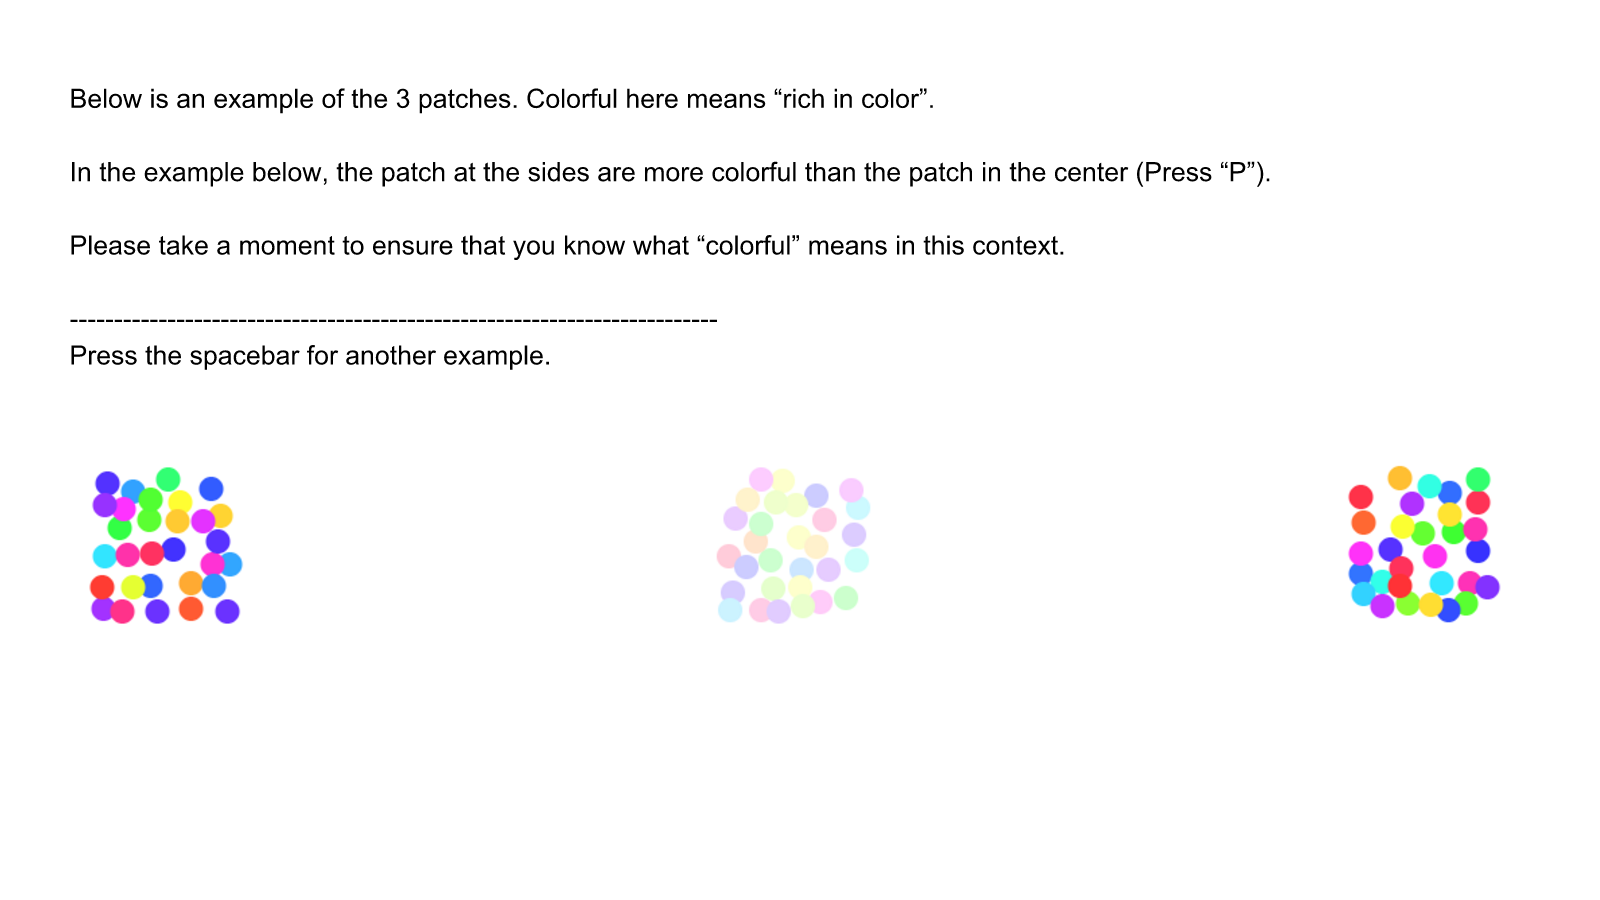 Below is an example of the 3 patches. Colorful here means “rich in color”.
In the example below, the patch at the sides are more colorful than the patch in the center (Press “P”).
Please take a moment to ensure that you know what “colorful” means in this context.
-------------------------------------------------------------------------
Press the spacebar for another example.